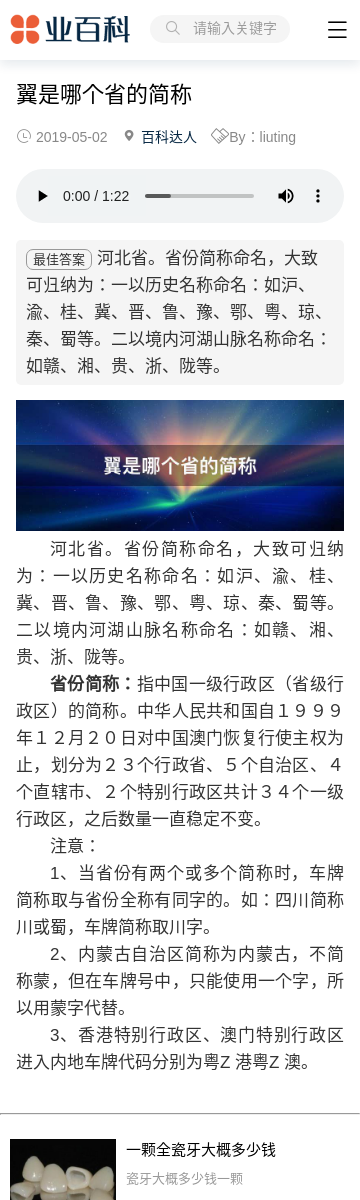 业百科
请输入关键字
翼是哪个省的简称
2019-05-02 百科达人 By：liuting
0:00 / 1:22
最佳答案 河北省。省份简称命名，大致
可归纳为：一以历史名称命名：如沪、
渝、桂、冀、晋、鲁、豫、鄂、粤、琼、
秦、蜀等。二以境内河湖山脉名称命名：
如赣、湘、贵、浙、陇等。
翼是哪个省的简称
河北省。省份简称命名，大致可归纳
为：一以历史名称命名：如沪、渝、桂、
冀、晋、鲁、豫、鄂、粤、琼、秦、蜀等。
二以境内河湖山脉名称命名：如赣、湘、
贵、浙、陇等。
省份简称：指中国一级行政区（省级行
政区）的简称。中华人民共和国自１９９９
年１２月２０日对中国澳门恢复行使主权为
止，划分为２３个行政省、５个自治区、４
个直辖市、２个特别行政区共计３４个一级
行政区，之后数量一直稳定不变。
注意：
1、当省份有两个或多个简称时，车牌
简称取与省份全称有同字的。如：四川简称
川或蜀，车牌简称取川字。
2、内蒙古自治区简称为内蒙古，不简
称蒙，但在车牌号中，只能使用一个字，所
以用蒙字代替。
3、香港特别行政区、澳门特别行政区
进入内地车牌代码分别为粤Z 港粤Z 澳。
一颗全瓷牙大概多少钱
瓷牙大概多少钱一颗